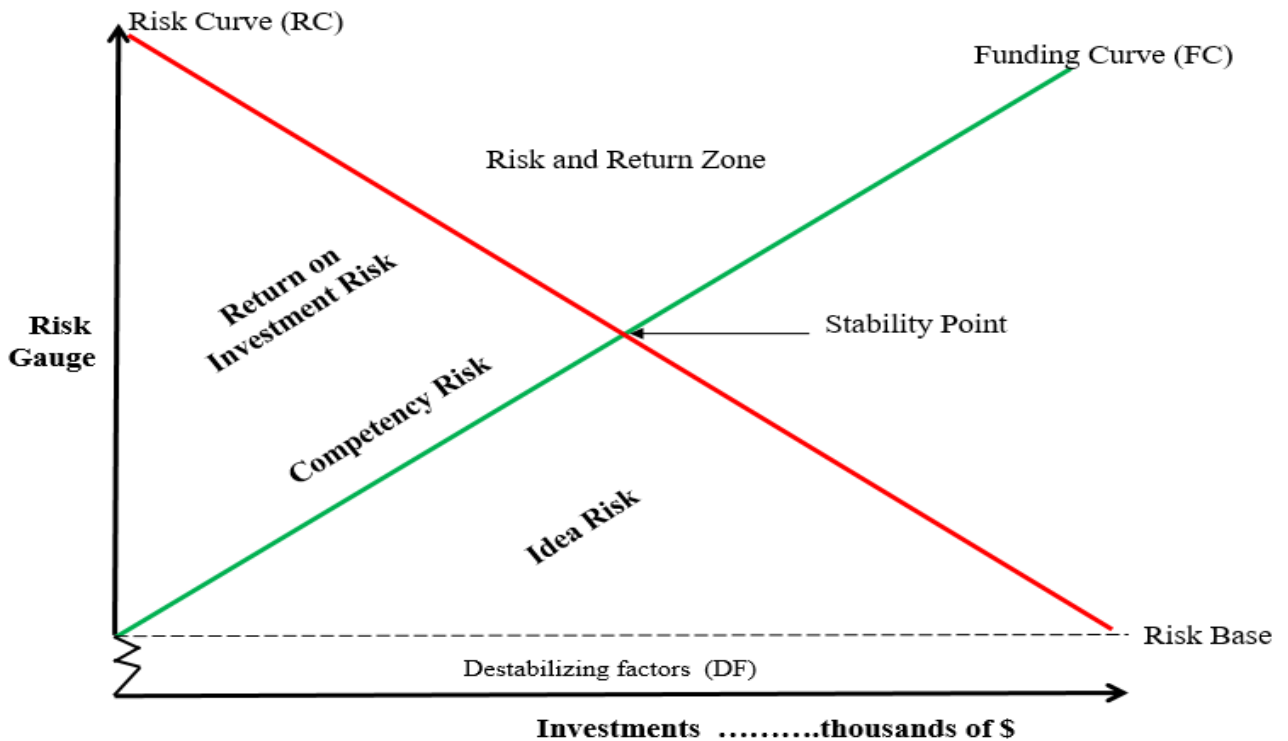 Risk Curve (RC)
Funding Curve (FC)
Risk and Return Zone
Return on
Investment Risk
Risk
Gauge
Stability Point
Competency Risk
Idea Risk
Risk Base
Destabilizing factors (DF)
Investments ..........thousands of $